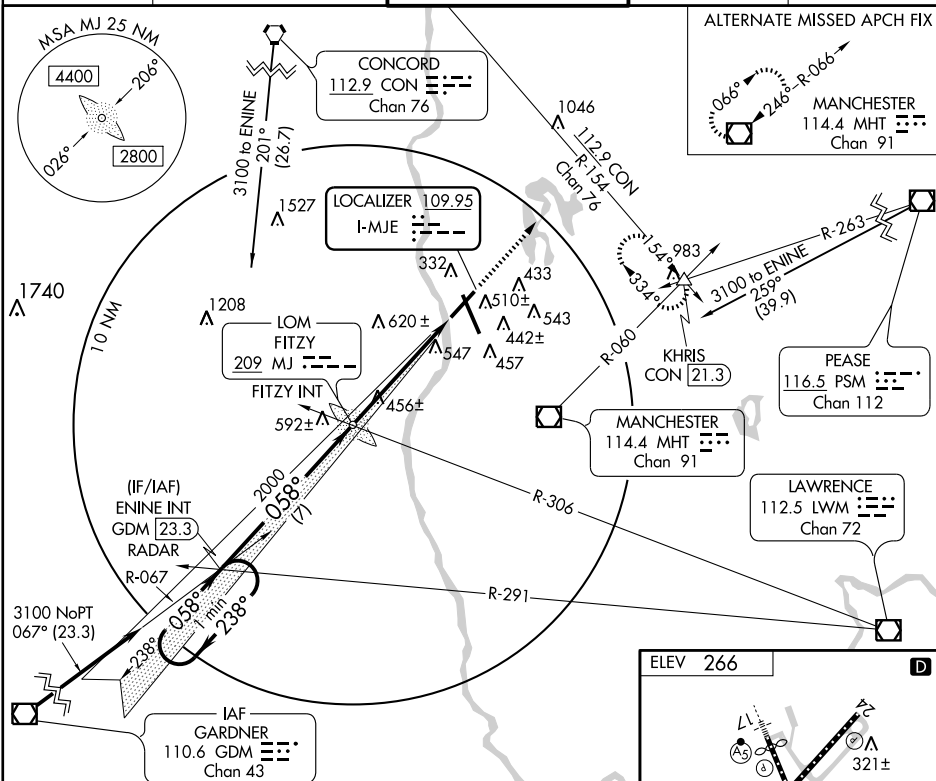 MSA MJ 25 NM
4400
206°
026°
2800
CONCORD
112.9 CON
Chan 76
3100 to ENINE
201°
(26.7)
ALTERNATE MISSED APCH FIX
066°
246°
R-066
MANCHESTER
114.4 MHT
Chan 91
1046
112.9 CON
R-154
Chan 76
LOCALIZER 109.95
I-MJE
1527
R-263
154°
983
334°
3100 to ENINE
259°
(39.9)
332
433
1740
10 NM
1208
510±
543
620±
442±
547
457
LOM
FITZY
209 MJ
FITZY INT
R-060
KHRIS
CON 21.3
PEASE
116.5 PSM
Chan 112
592±
456±
MANCHESTER
114.4 MHT
Chan 91
2000
058°
(7)
(IF/IAF)
ENINE INT
GDM 23.3
RADAR
R-306
LAWRENCE
112.5 LWM
Chan 72
R-067
R-291
3100 NoPT
067° (23.3)
058°
1 min
238°
238°
IAF
GARDNER
110.6 GDM
Chan 43
ELEV 266
D
17
24
A5
P
P
321±